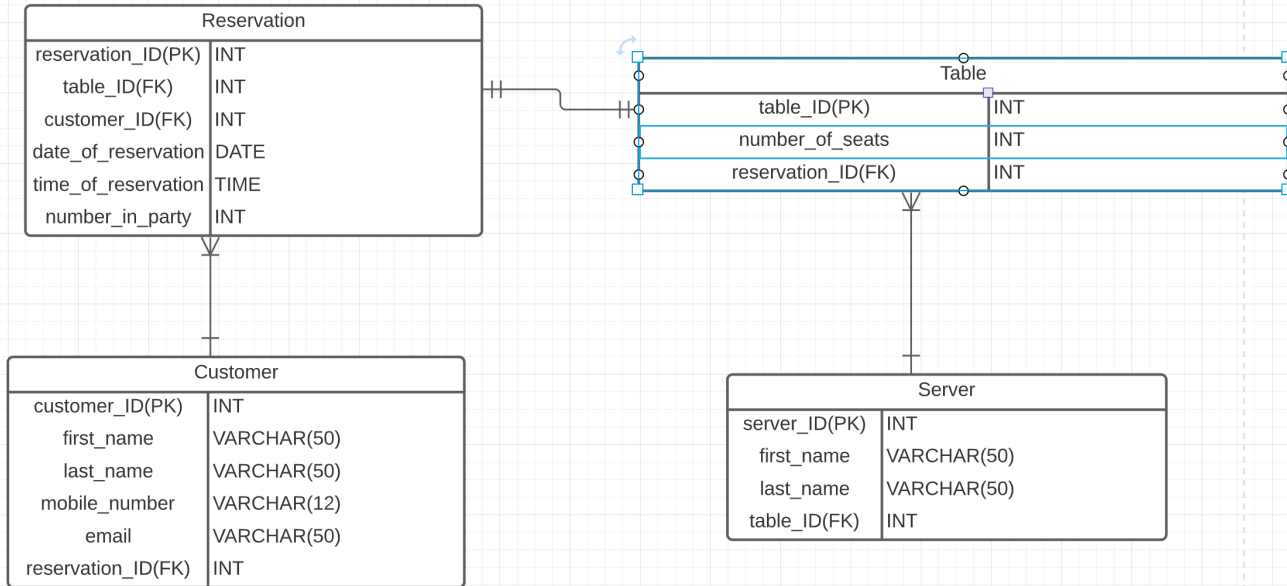 Reservation
reservation_ID(PK) INT
table_ID(FK) INT
customer_ID(FK) INT
date_of_reservation DATE
time_of_reservation TIME
number_in_party INT
Table
table_ID(PK) INT
number_of_seats INT
reservation_ID(FK) INT
Customer
customer_ID(PK) INT
first_name VARCHAR(50)
last_name VARCHAR(50)
mobile_number VARCHAR(12)
email VARCHAR(50)
reservation_ID(FK) INT
Server
server_ID(PK) INT
first_name VARCHAR(50)
last_name VARCHAR(50)
table_ID(FK) INT